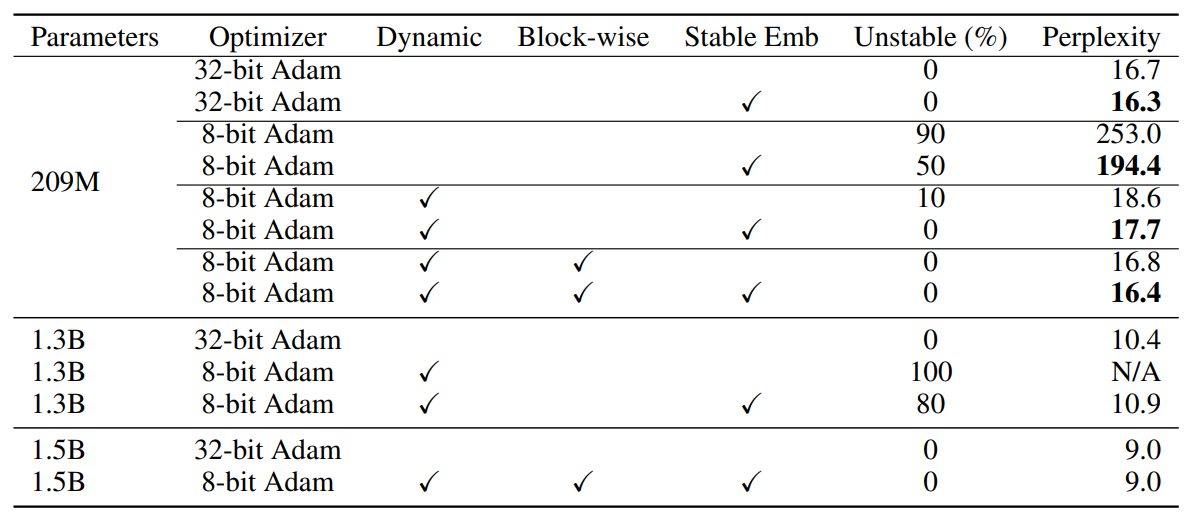 Parameters Optimizer Dynamic Block-wise Stable Emb Unstable (%) Perplexity
32-bit Adam 0 16.7
32-bit Adam ✓ 0 16.3
8-bit Adam 90 253.0
8-bit Adam ✓ 50 194.4
209M
8-bit Adam ✓ 10 18.6
8-bit Adam ✓ ✓ 0 17.7
8-bit Adam ✓ ✓ 0 16.8
8-bit Adam ✓ ✓ ✓ 0 16.4
1.3B 32-bit Adam 0 10.4
1.3B 8-bit Adam ✓ 100 N/A
1.3B 8-bit Adam ✓ ✓ 80 10.9
1.5B 32-bit Adam 0 9.0
1.5B 8-bit Adam ✓ ✓ ✓ 0 9.0